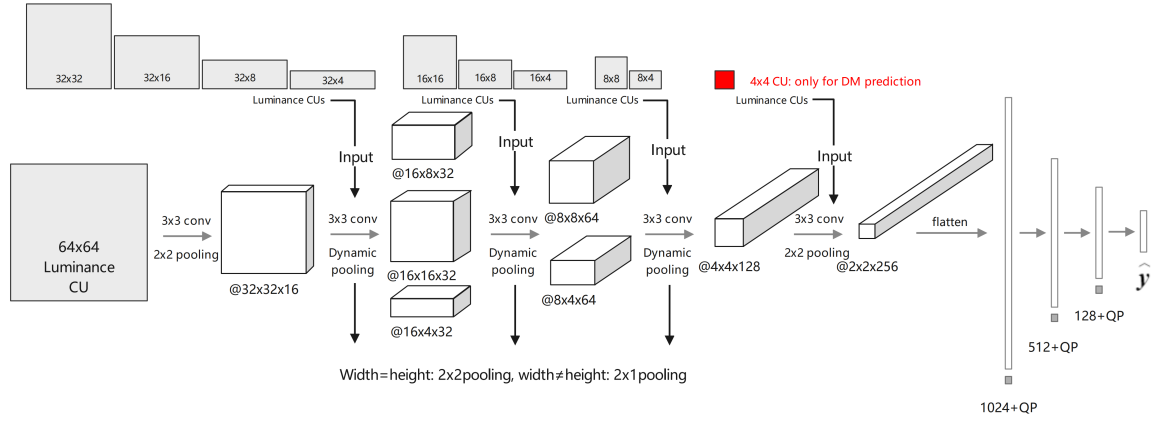 32x32
32x16
32x8
32x4
16x16
16x8
16x4
8x8
8x4
4x4 CU: only for DM prediction
Luminance CUs
Luminance CUs
Luminance CUs
Luminance CUs
Input
Input
Input
Input
64x64
Luminance
CU
3x3 conv
2x2 pooling
@32x32x16
3x3 conv
Dynamic
pooling
@16x8x32
@16x16x32
@16x4x32
3x3 conv
Dynamic
pooling
@8x8x64
@8x4x64
3x3 conv
Dynamic
pooling
@4x4x128
3x3 conv
2x2 pooling
@2x2x256
flatten
1024+QP
512+QP
128+QP
ŷ
Width=height: 2x2pooling, width≠height: 2x1pooling